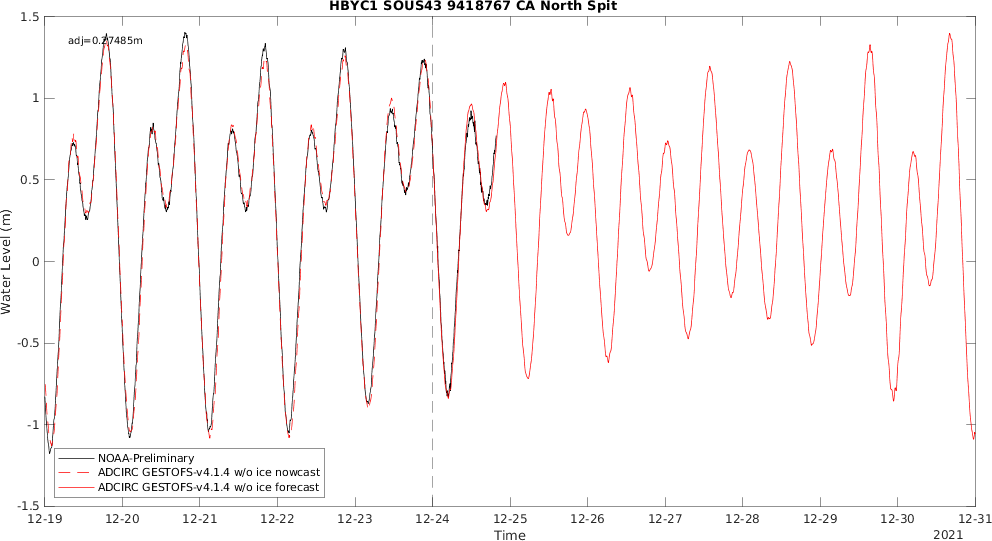 HBYC1 SOUS43 9418767 CA North Spit
adj=0.27485m
1.5
1
0.5
0
-0.5
-1
-1.5
Water Level (m)
NOAA-Preliminary
ADCIRC GESTOFS-v4.1.4 w/o ice nowcast
ADCIRC GESTOFS-v4.1.4 w/o ice forecast
12-19 12-20 12-21 12-22 12-23 12-24 12-25 12-26 12-27 12-28 12-29 12-30 12-31
Time
2021